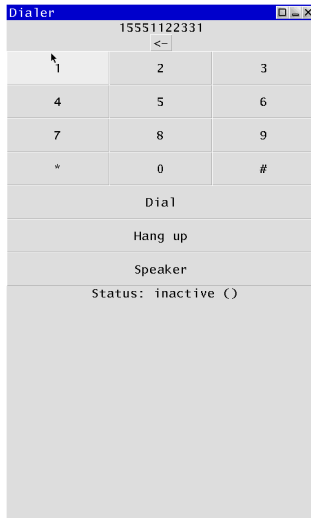 Dialer
15551122331
<-
1 2 3
4 5 6
7 8 9
* 0 #
Dial
Hang up
Speaker
Status: inactive ()